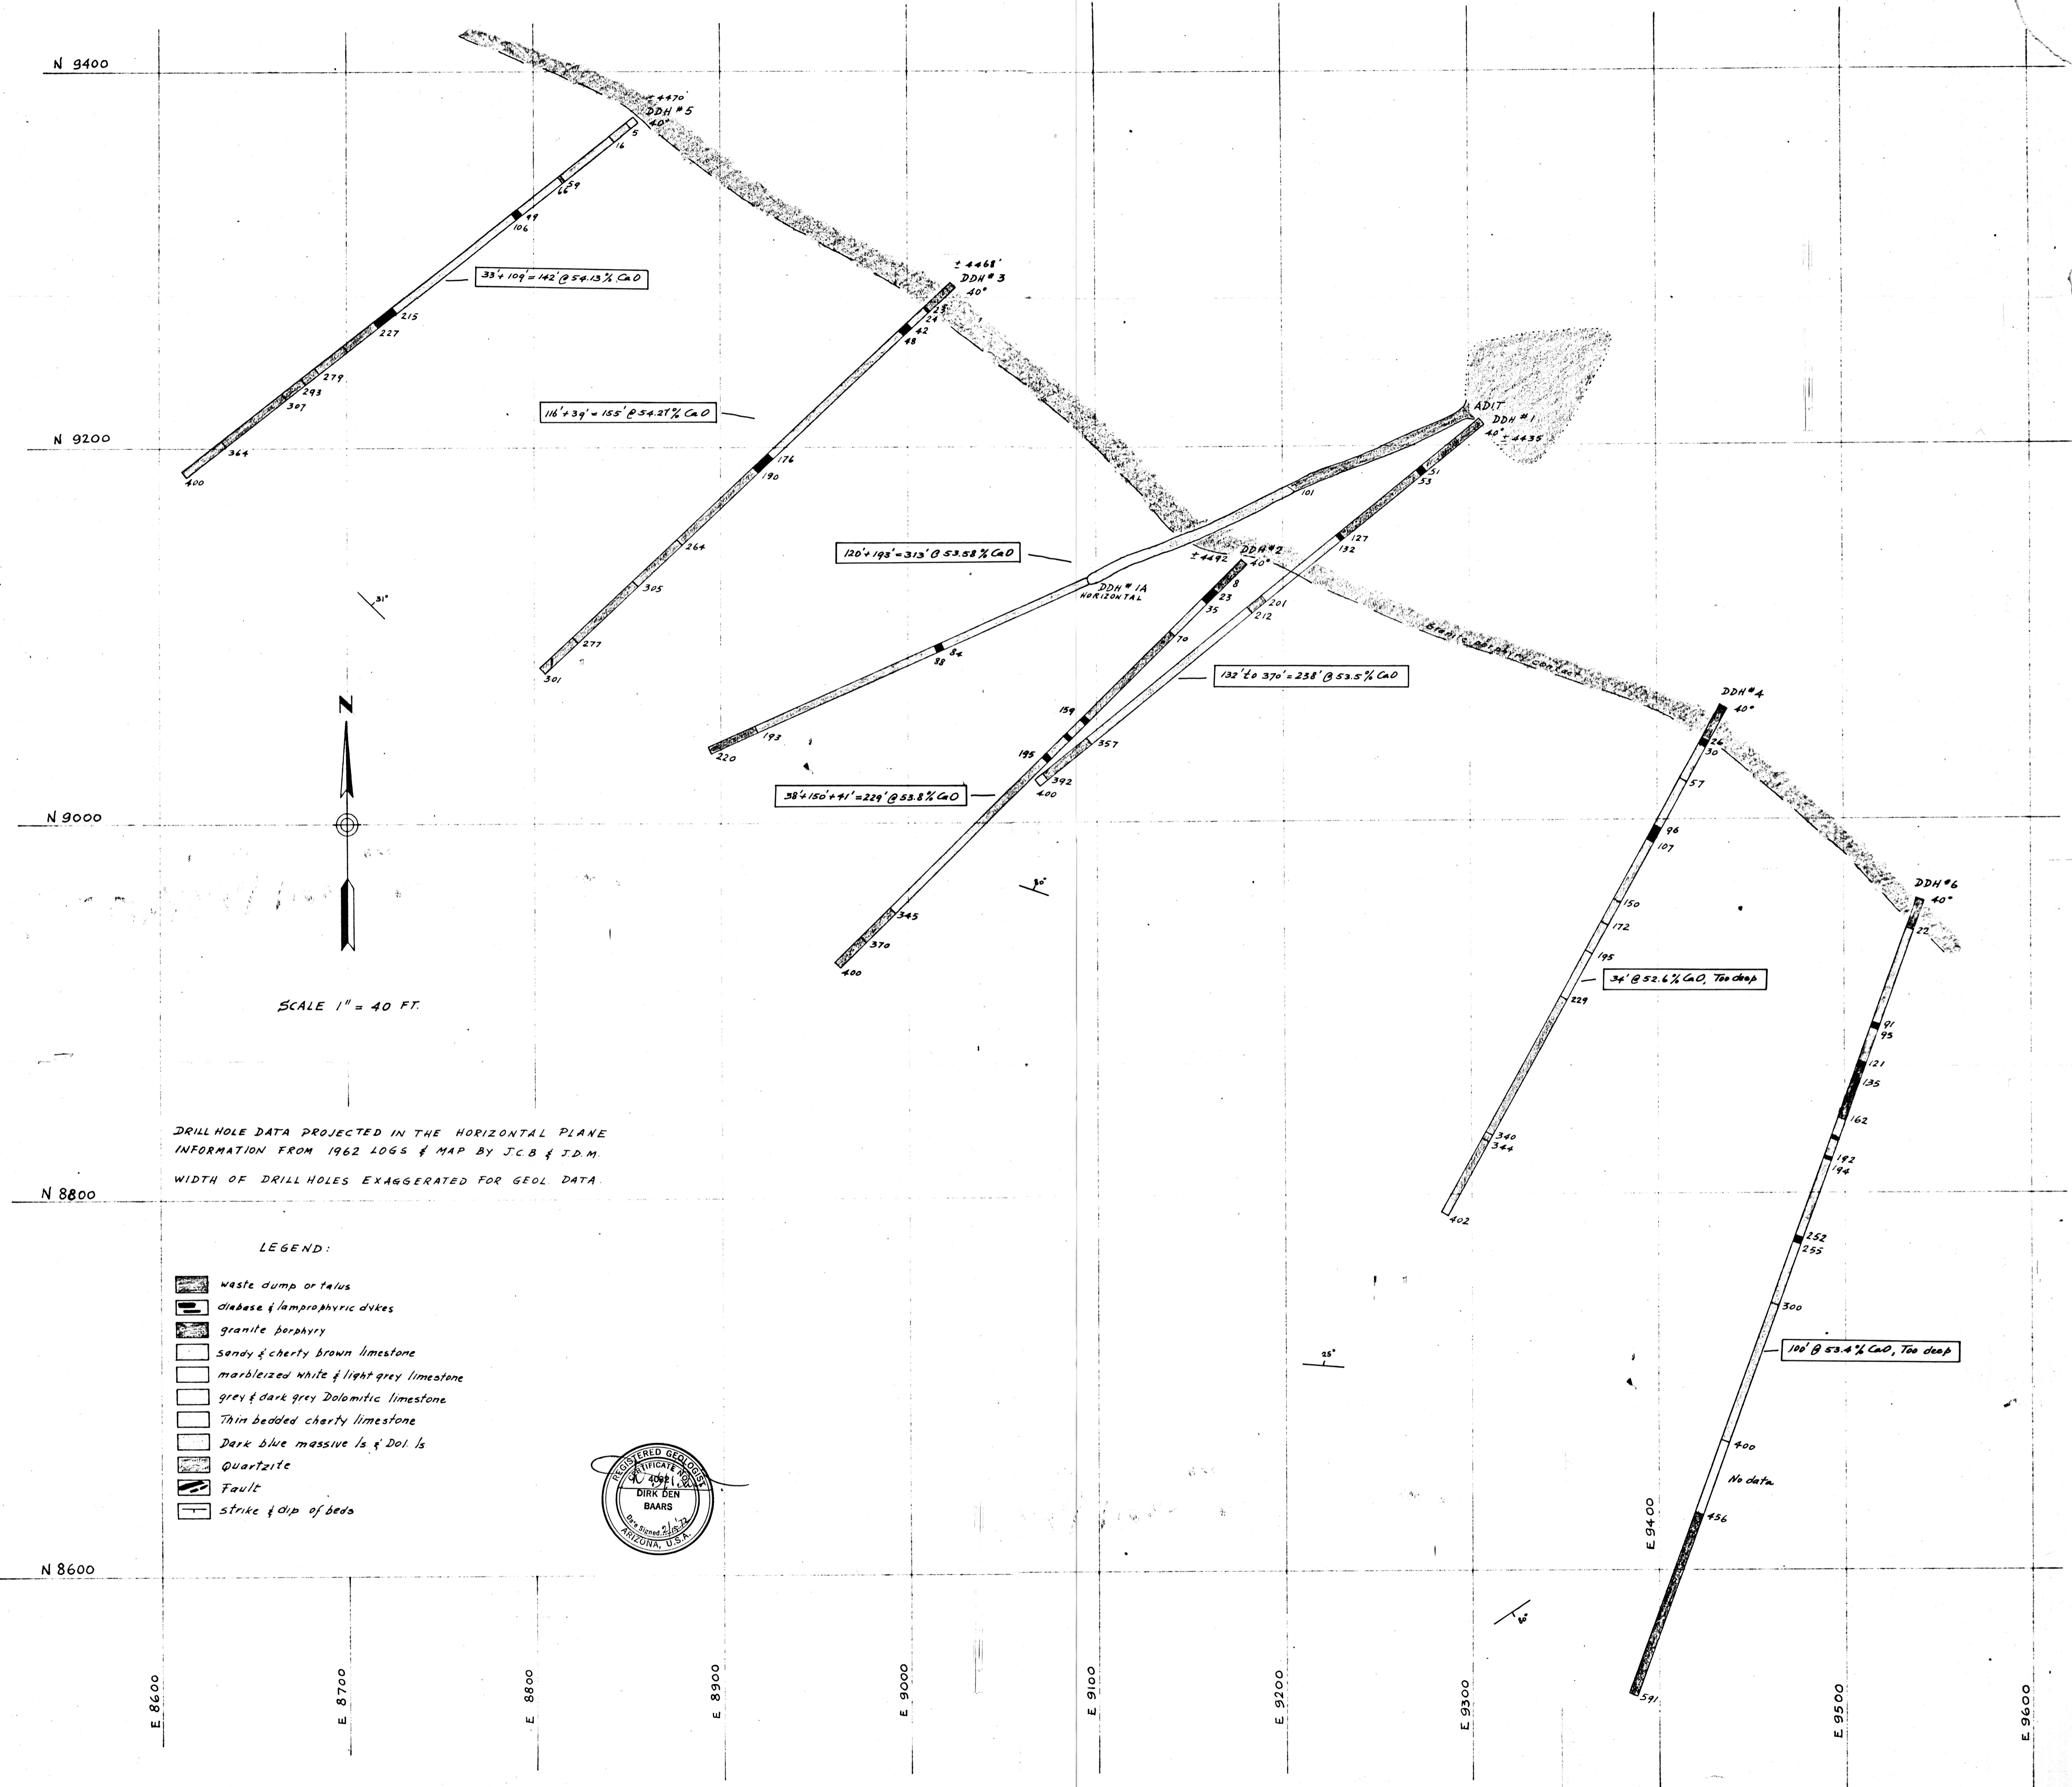 N 9400
± 4470'
DDH # 5
40°
5
16
59
66
99
106
33'+109'=142' @ 54.13% CaO
215
227
279
293
307
364
400
± 4468'
DDH # 3
40°
23
24
42
48
116'+39'=155' @ 54.27% CaO
176
190
264
305
277
301
N 9200
ADIT
DDH # 1
40° ± 4435
51
53
101
127
132
201
212
132' to 370' = 238' @ 53.5% CaO
357
392
400
120'+193'=313' @ 53.58% CaO
DDH # 1A
HORIZONTAL
84
88
193
220
± 4492
DDH #2
40°
8
23
35
70
159
195
38'+150'+41'=229' @ 53.8% CaO
345
370
400
Granite porphyry contact
DDH #4
40°
26
30
57
96
107
150
172
195
34' @ 52.6% CaO, Too deep
229
340
344
402
DDH #6
40°
22
91
95
121
135
162
192
194
252
255
300
100' @ 53.4% CaO, Too deep
400
No data
456
591
31°
25°
N
N 9000
SCALE 1" = 40 FT.
DRILL HOLE DATA PROJECTED IN THE HORIZONTAL PLANE
INFORMATION FROM 1962 LOGS & MAP BY J.C.B & J.D.M.
WIDTH OF DRILL HOLES EXAGGERATED FOR GEOL. DATA.
N 8800
LEGEND:
waste dump or talus
diabase & lamprophyric dykes
granite porphyry
sandy & cherty brown limestone
marbleized white & light grey limestone
grey & dark grey Dolomitic limestone
Thin bedded cherty limestone
Dark blue massive ls & Dol. ls
Quartzite
Fault
strike & dip of beds
REGISTERED GEOLOGIST
CERTIFICATE NO.
DIRK DEN
BAARS
Date Signed
ARIZONA, U.S.A.
N 8600
E 8600
E 8700
E 8800
E 8900
E 9000
E 9100
E 9200
E 9300
E 9400
E 9500
E 9600